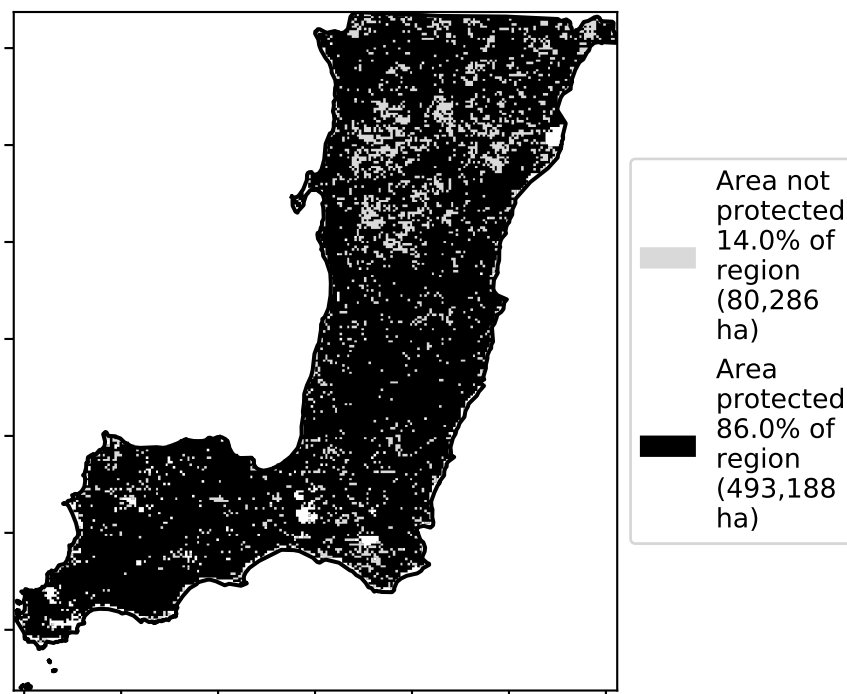 Area not
protected
14.0% of
region
(80,286
ha)
Area
protected
86.0% of
region
(493,188
ha)